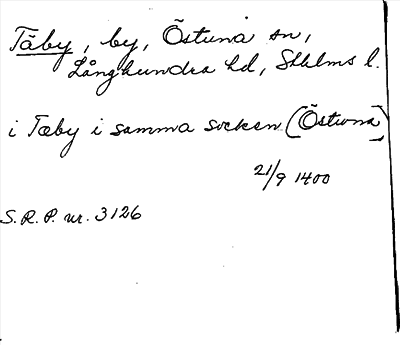 Täby, by, Östuna sn,
Långhundra hd, Sthlms l.
i Tæby i samma socken (Östuna)
21/9 1400
S.R.P. nr. 3126